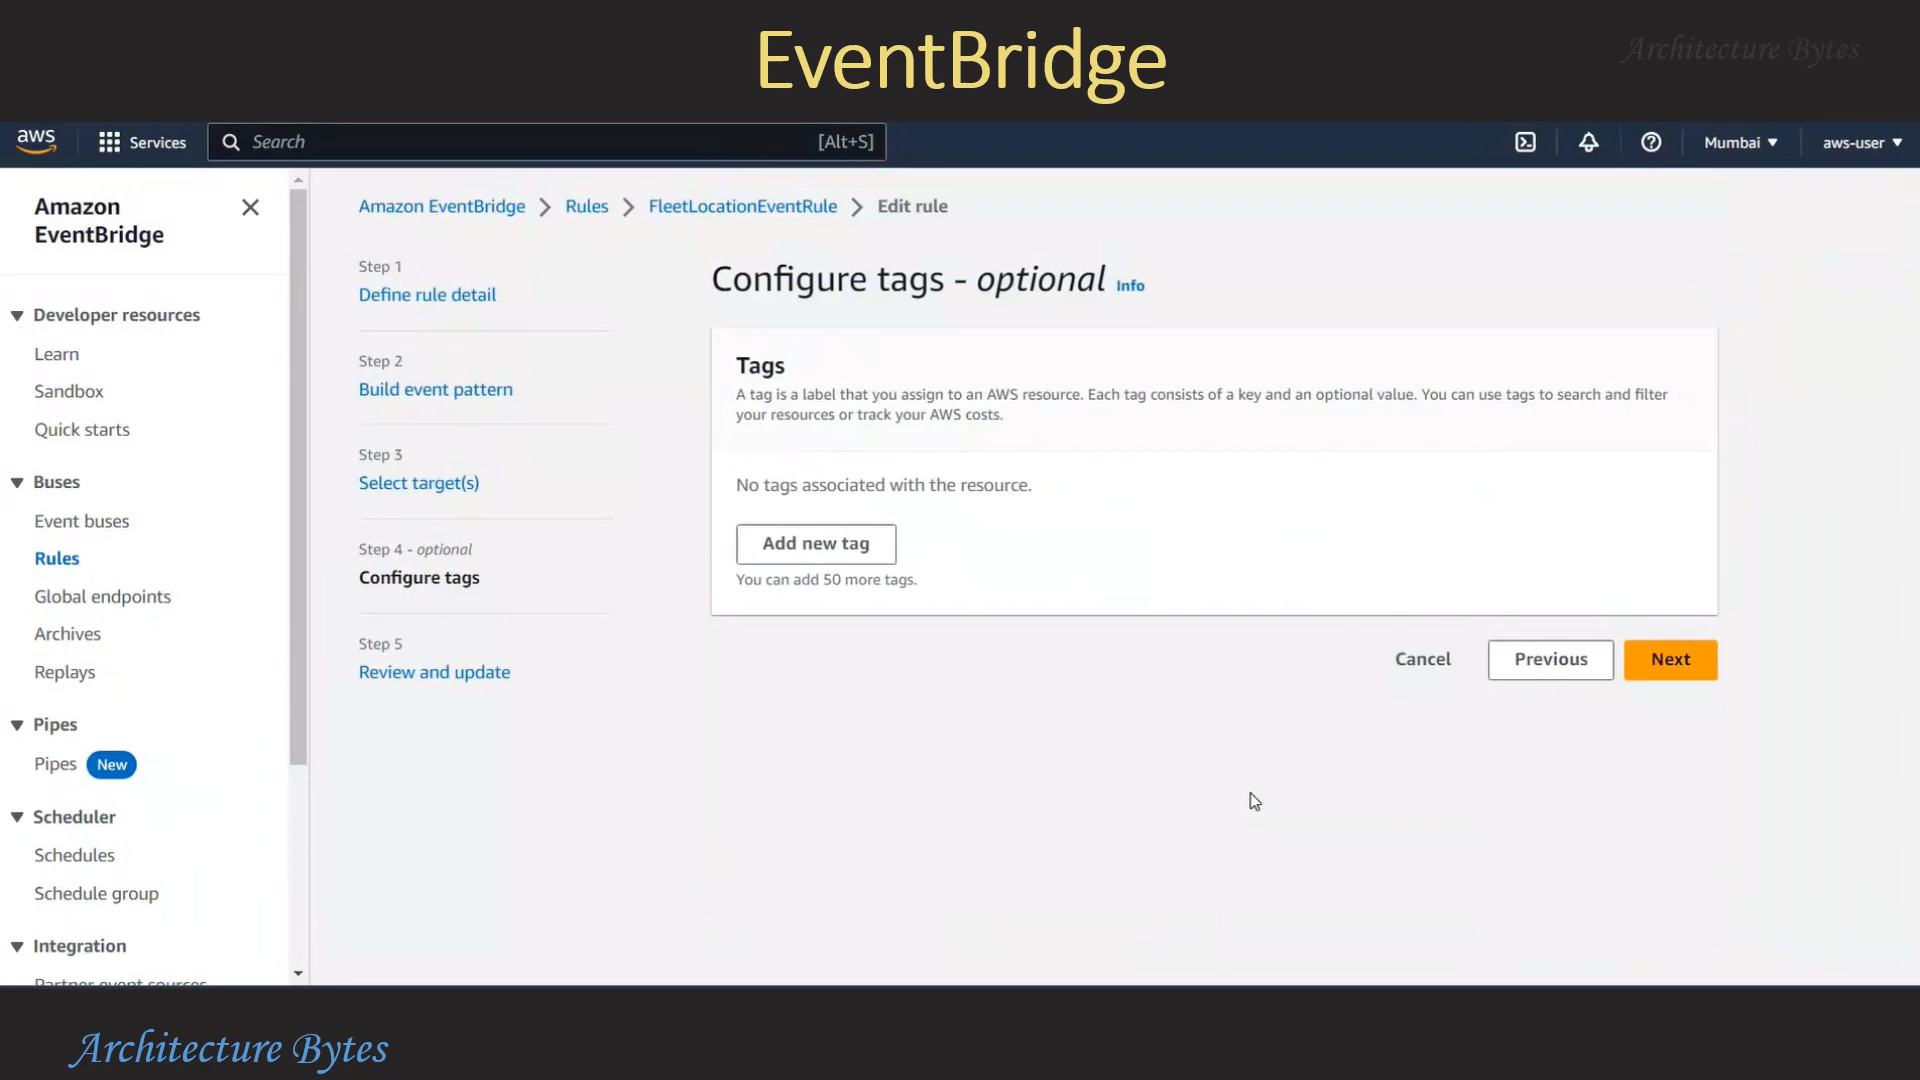 EventBridge
Architecture Bytes
aws
Services
Search
[Alt+S]
Mumbai
aws-user
Amazon
EventBridge
Developer resources
Learn
Sandbox
Quick starts
Buses
Event buses
Rules
Global endpoints
Archives
Replays
Pipes
Pipes New
Scheduler
Schedules
Schedule group
Integration
Partner event sources
Amazon EventBridge
Rules
FleetLocationEventRule
Edit rule
Step 1
Define rule detail
Step 2
Build event pattern
Step 3
Select target(s)
Step 4 - optional
Configure tags
Step 5
Review and update
Configure tags - optional Info
Tags
A tag is a label that you assign to an AWS resource. Each tag consists of a key and an optional value. You can use tags to search and filter
your resources or track your AWS costs.
No tags associated with the resource.
Add new tag
You can add 50 more tags.
Cancel
Previous
Next
Architecture Bytes